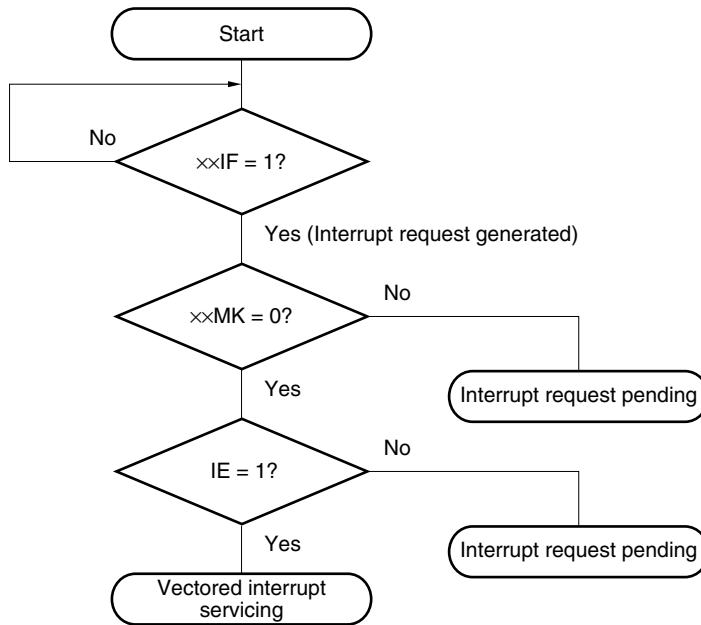 Start
No
××IF = 1?
Yes (Interrupt request generated)
××MK = 0?
No
Interrupt request pending
Yes
IE = 1?
No
Interrupt request pending
Yes
Vectored interrupt
servicing